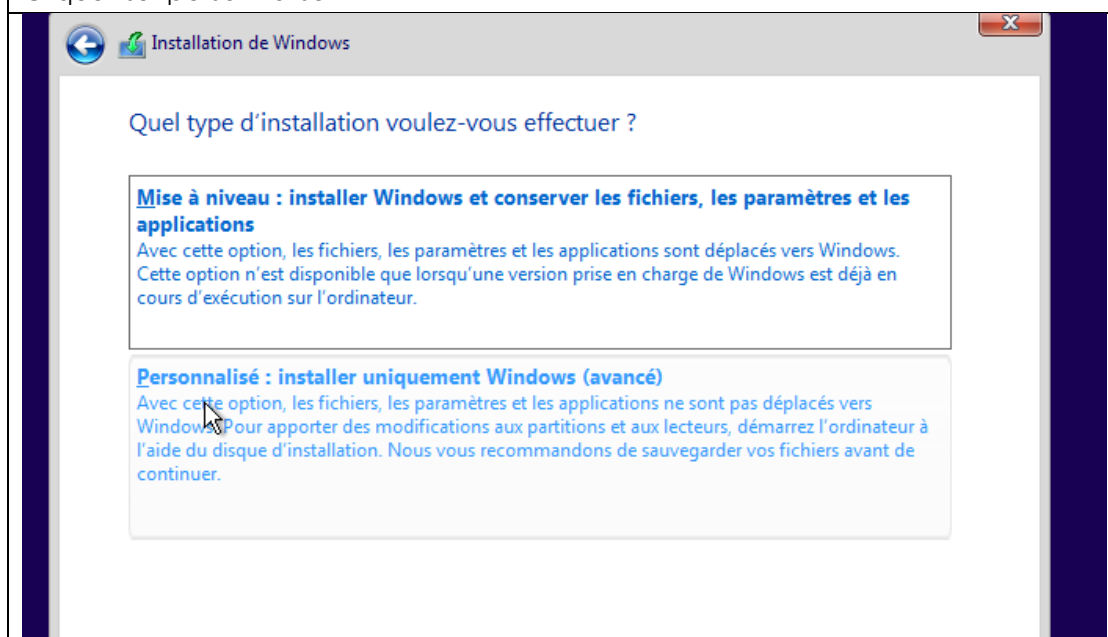 Installation de Windows
Quel type d'installation voulez-vous effectuer ?
Mise à niveau : installer Windows et conserver les fichiers, les paramètres et les
applications
Avec cette option, les fichiers, les paramètres et les applications sont déplacés vers Windows.
Cette option n'est disponible que lorsqu'une version prise en charge de Windows est déjà en
cours d'exécution sur l'ordinateur.
Personnalisé : installer uniquement Windows (avancé)
Avec cette option, les fichiers, les paramètres et les applications ne sont pas déplacés vers
Windows. Pour apporter des modifications aux partitions et aux lecteurs, démarrez l'ordinateur à
l'aide du disque d'installation. Nous vous recommandons de sauvegarder vos fichiers avant de
continuer.